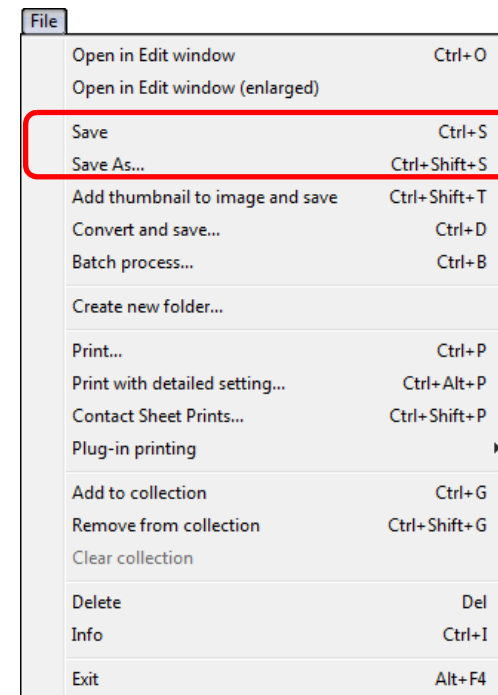 File
Open in Edit window Ctrl+O
Open in Edit window (enlarged)
Save Ctrl+S
Save As... Ctrl+Shift+S
Add thumbnail to image and save Ctrl+Shift+T
Convert and save... Ctrl+D
Batch process... Ctrl+B
Create new folder...
Print... Ctrl+P
Print with detailed setting... Ctrl+Alt+P
Contact Sheet Prints... Ctrl+Shift+P
Plug-in printing
Add to collection Ctrl+G
Remove from collection Ctrl+Shift+G
Clear collection
Delete Del
Info Ctrl+I
Exit Alt+F4